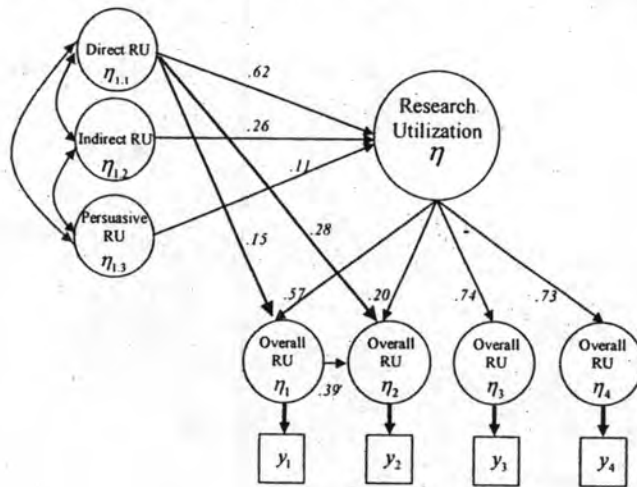 Direct RU
η1.1
.62
Research
Utilization
η
Indirect RU
η1.2
.26
.11
Persuasive
RU
η1.3
.15
.28
.57
.20
.74
.73
Overall
RU
η1
.39
Overall
RU
η2
Overall
RU
η3
Overall
RU
η4
y1
y2
y3
y4